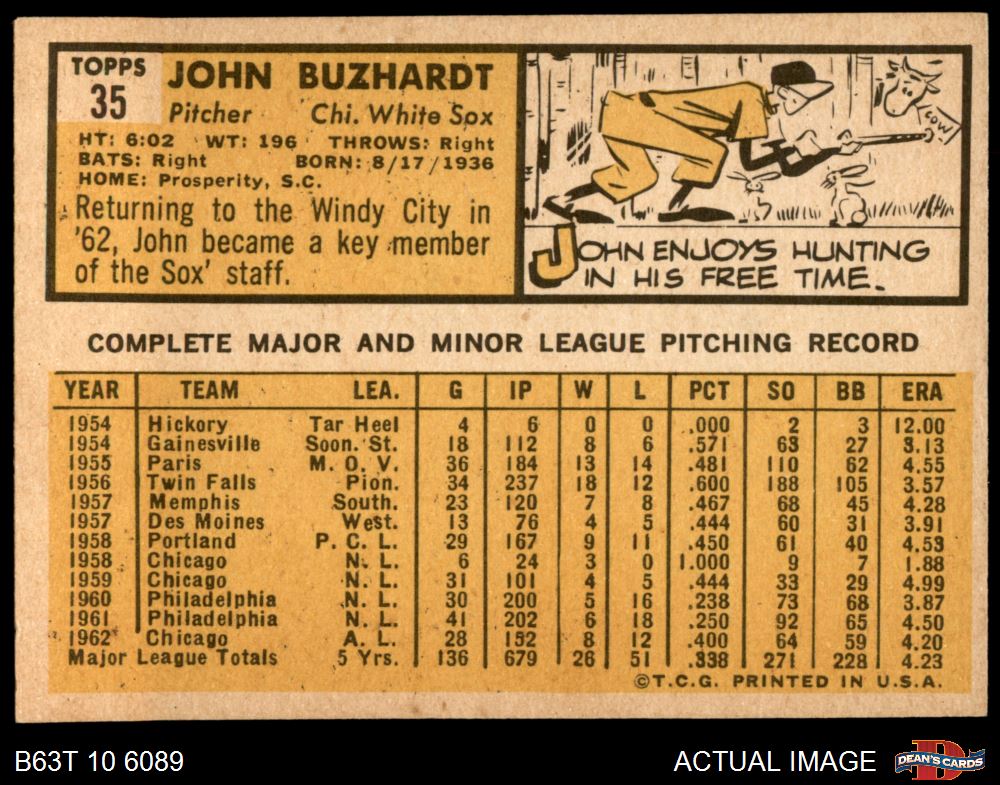 TOPPS
35
JOHN BUZHARDT
Pitcher Chi. White Sox
HT: 6:02 WT: 196 THROWS: Right
BATS: Right BORN: 8/17/1936
HOME: Prosperity, S.C.
Returning to the Windy City in
'62, John became a key member
of the Sox' staff.
COW
JOHN ENJOYS HUNTING
IN HIS FREE TIME.
COMPLETE MAJOR AND MINOR LEAGUE PITCHING RECORD
YEAR TEAM LEA. G IP W L PCT SO BB ERA
1954 Hickory Tar Heel 4 6 0 0 .000 2 3 12.00
1954 Gainesville Soon. St. 18 112 8 6 .571 63 27 3.13
1955 Paris M. O. V. 36 184 13 14 .481 110 62 4.55
1956 Twin Falls Pion. 34 237 18 12 .600 188 105 3.57
1957 Memphis South. 23 120 7 8 .467 68 45 4.28
1957 Des Moines West. 13 76 4 5 .444 60 31 3.91
1958 Portland P. C. L. 29 167 9 11 .450 61 40 4.53
1958 Chicago N. L. 6 24 3 0 1.000 9 7 1.88
1959 Chicago N. L. 31 101 4 5 .444 33 29 4.99
1960 Philadelphia N. L. 30 200 5 16 .238 73 68 3.87
1961 Philadelphia N. L. 41 202 6 18 .250 92 65 4.50
1962 Chicago A. L. 28 152 8 12 .400 64 59 4.20
Major League Totals 5 Yrs. 136 679 26 51 .338 271 228 4.23
©T.C.G. PRINTED IN U.S.A.
B63T 10 6089 ACTUAL IMAGE DEAN'S CARDS